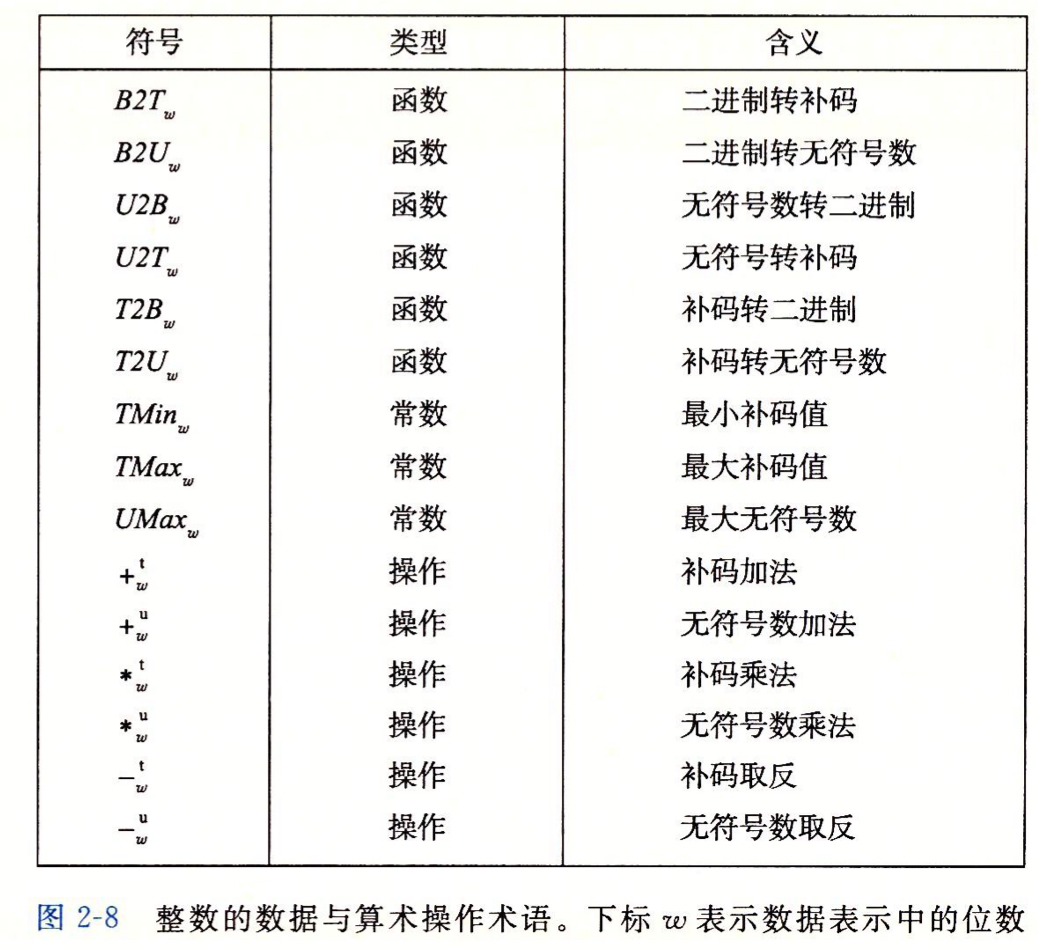 符号 类型 含义
B2T_w 函数 二进制转补码
B2U_w 函数 二进制转无符号数
U2B_w 函数 无符号数转二进制
U2T_w 函数 无符号转补码
T2B_w 函数 补码转二进制
T2U_w 函数 补码转无符号数
TMin_w 常数 最小补码值
TMax_w 常数 最大补码值
UMax_w 常数 最大无符号数
+^t_w 操作 补码加法
+^u_w 操作 无符号数加法
*^t_w 操作 补码乘法
*^u_w 操作 无符号数乘法
-^t_w 操作 补码取反
-^u_w 操作 无符号数取反
图 2-8 整数的数据与算术操作术语。下标 w 表示数据表示中的位数